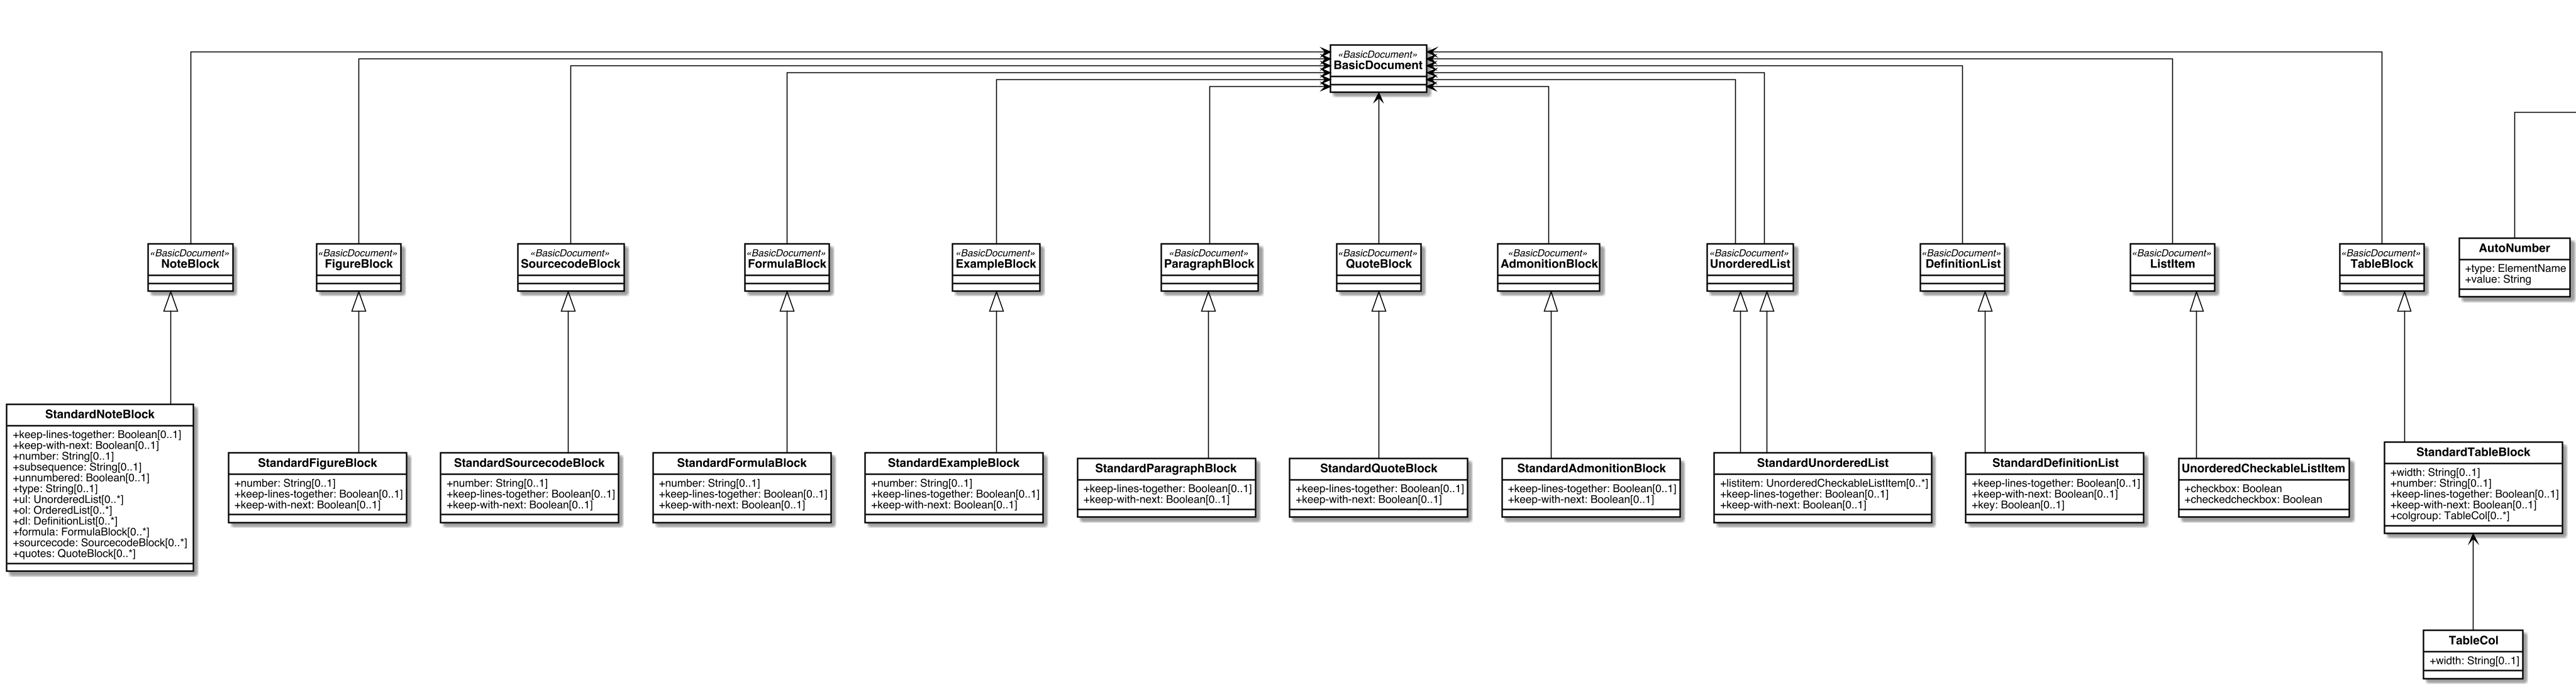 «BasicDocument»
BasicDocument
«BasicDocument»
NoteBlock
«BasicDocument»
FigureBlock
«BasicDocument»
SourcecodeBlock
«BasicDocument»
FormulaBlock
«BasicDocument»
ExampleBlock
«BasicDocument»
ParagraphBlock
«BasicDocument»
QuoteBlock
«BasicDocument»
AdmonitionBlock
«BasicDocument»
UnorderedList
«BasicDocument»
DefinitionList
«BasicDocument»
ListItem
«BasicDocument»
TableBlock
AutoNumber
+type: ElementName
+value: String
StandardNoteBlock
+keep-lines-together: Boolean[0..1]
+keep-with-next: Boolean[0..1]
+number: String[0..1]
+subsequence: String[0..1]
+unnumbered: Boolean[0..1]
+type: String[0..1]
+ul: UnorderedList[0..*]
+ol: OrderedList[0..*]
+dl: DefinitionList[0..*]
+formula: FormulaBlock[0..*]
+sourcecode: SourcecodeBlock[0..*]
+quotes: QuoteBlock[0..*]
StandardFigureBlock
+number: String[0..1]
+keep-lines-together: Boolean[0..1]
+keep-with-next: Boolean[0..1]
StandardSourcecodeBlock
+number: String[0..1]
+keep-lines-together: Boolean[0..1]
+keep-with-next: Boolean[0..1]
StandardFormulaBlock
+number: String[0..1]
+keep-lines-together: Boolean[0..1]
+keep-with-next: Boolean[0..1]
StandardExampleBlock
+number: String[0..1]
+keep-lines-together: Boolean[0..1]
+keep-with-next: Boolean[0..1]
StandardParagraphBlock
+keep-lines-together: Boolean[0..1]
+keep-with-next: Boolean[0..1]
StandardQuoteBlock
+keep-lines-together: Boolean[0..1]
+keep-with-next: Boolean[0..1]
StandardAdmonitionBlock
+keep-lines-together: Boolean[0..1]
+keep-with-next: Boolean[0..1]
StandardUnorderedList
+listitem: UnorderedCheckableListItem[0..*]
+keep-lines-together: Boolean[0..1]
+keep-with-next: Boolean[0..1]
StandardDefinitionList
+keep-lines-together: Boolean[0..1]
+keep-with-next: Boolean[0..1]
+key: Boolean[0..1]
UnorderedCheckableListItem
+checkbox: Boolean
+checkedcheckbox: Boolean
StandardTableBlock
+width: String[0..1]
+number: String[0..1]
+keep-lines-together: Boolean[0..1]
+keep-with-next: Boolean[0..1]
+colgroup: TableCol[0..*]
TableCol
+width: String[0..1]